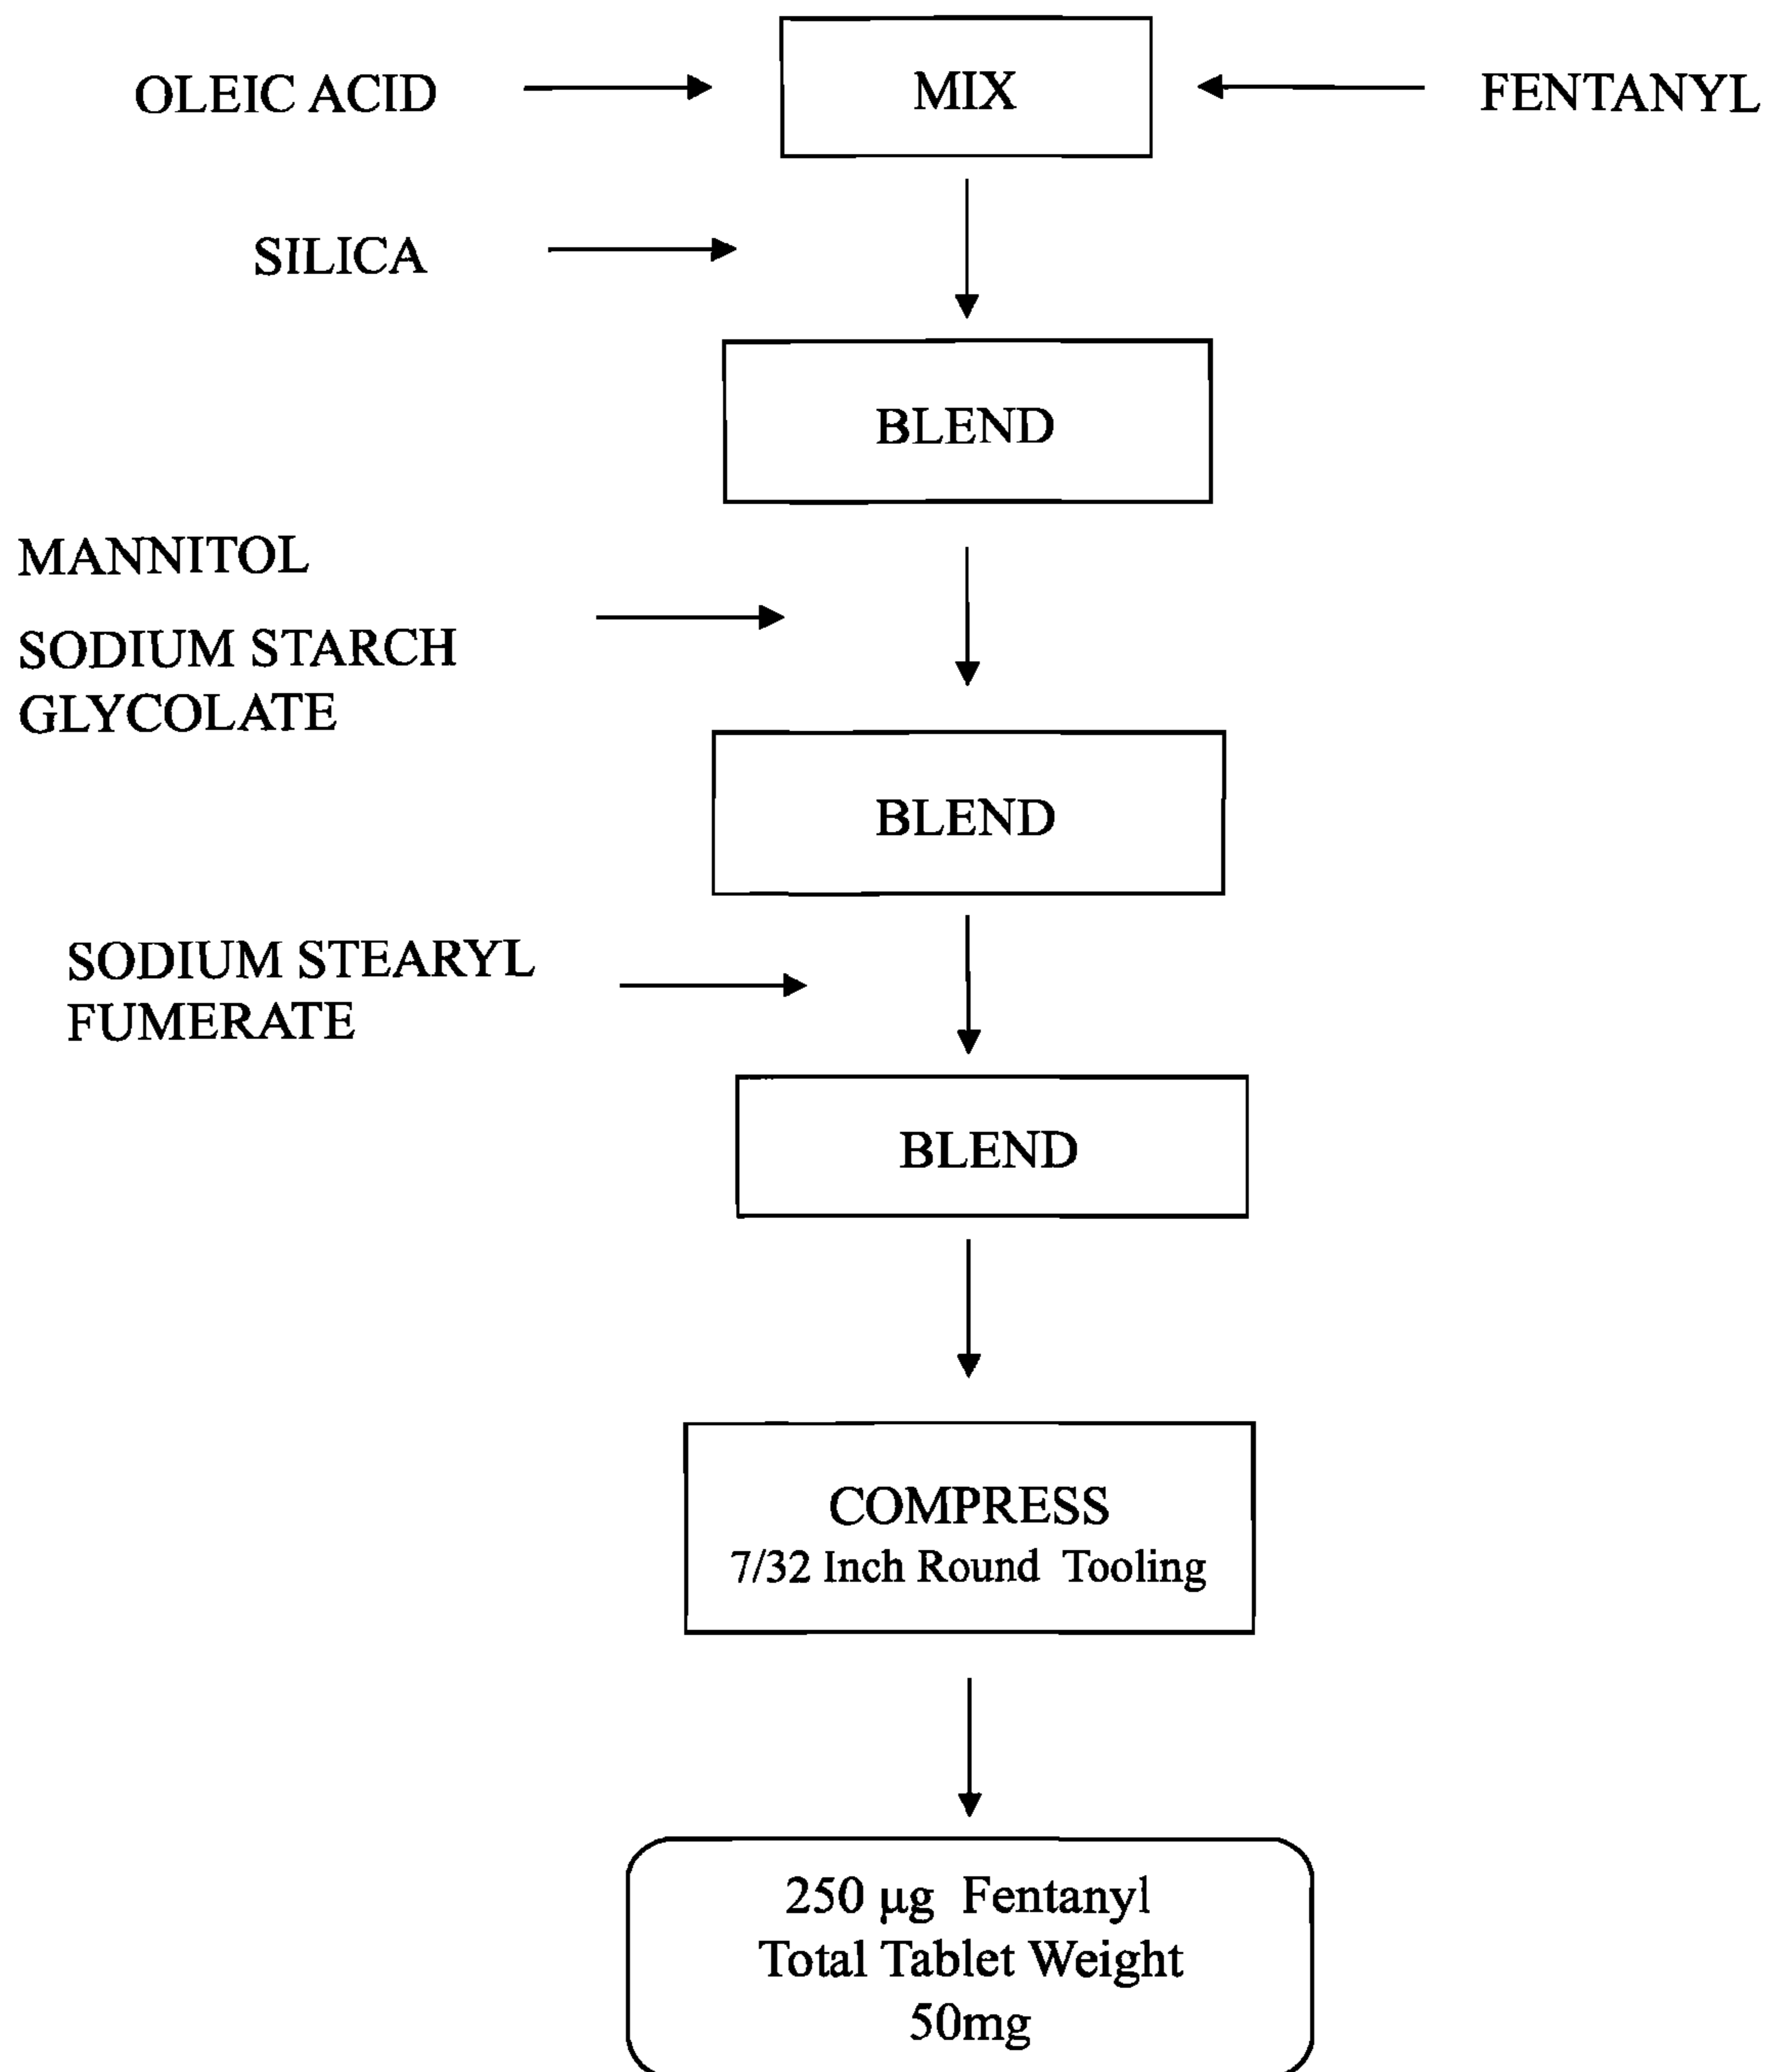 OLEIC ACID
MIX
FENTANYL
SILICA
BLEND
MANNITOL
SODIUM STARCH
GLYCOLATE
BLEND
SODIUM STEARYL
FUMERATE
BLEND
COMPRESS
7/32 Inch Round Tooling
250 µg Fentanyl
Total Tablet Weight
50mg